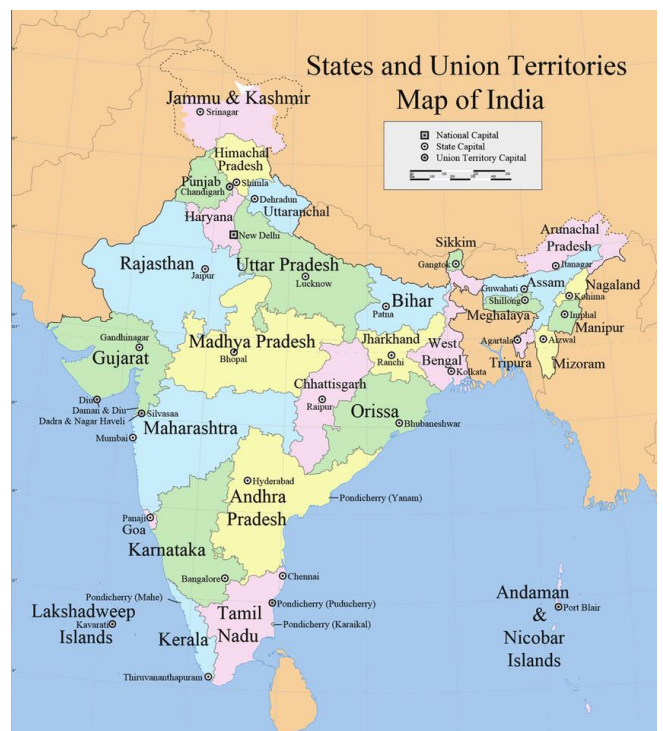 States and Union Territories
Map of India
National Capital
State Capital
Union Territory Capital
Jammu & Kashmir
Srinagar
Himachal
Pradesh
Shimla
Punjab
Chandigarh
Dehradun
Uttaranchal
Haryana
New Delhi
Rajasthan
Jaipur
Uttar Pradesh
Lucknow
Sikkim
Gangtok
Arunachal
Pradesh
Itanagar
Assam
Guwahati
Shillong
Meghalaya
Nagaland
Kohima
Imphal
Manipur
Agartala
Tripura
Aizwal
Mizoram
Bihar
Patna
Gandhinagar
Gujarat
Madhya Pradesh
Bhopal
Jharkhand
Ranchi
West
Bengal
Kolkata
Chhattisgarh
Raipur
Orissa
Bhubaneshwar
Diu
Daman & Diu
Dadra & Nagar Haveli
Silvasaa
Mumbai
Maharashtra
Hyderabad
Andhra
Pradesh
Pondicherry (Yanam)
Panaji
Goa
Karnataka
Bangalore
Chennai
Pondicherry (Mahe)
Pondicherry (Puducherry)
Pondicherry (Karaikal)
Lakshadweep
Kavarati
Islands
Kerala
Tamil
Nadu
Thiruvananthapuram
Andaman
&
Nicobar
Islands
Port Blair